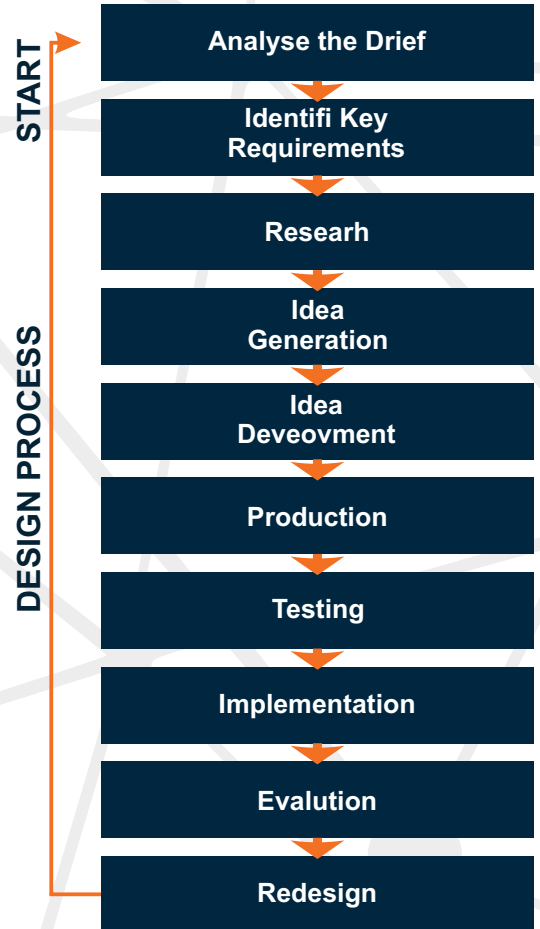 START
DESIGN PROCESS
Analyse the Drief
Identifi Key
Requirements
Researh
Idea
Generation
Idea
Deveovment
Production
Testing
Implementation
Evalution
Redesign